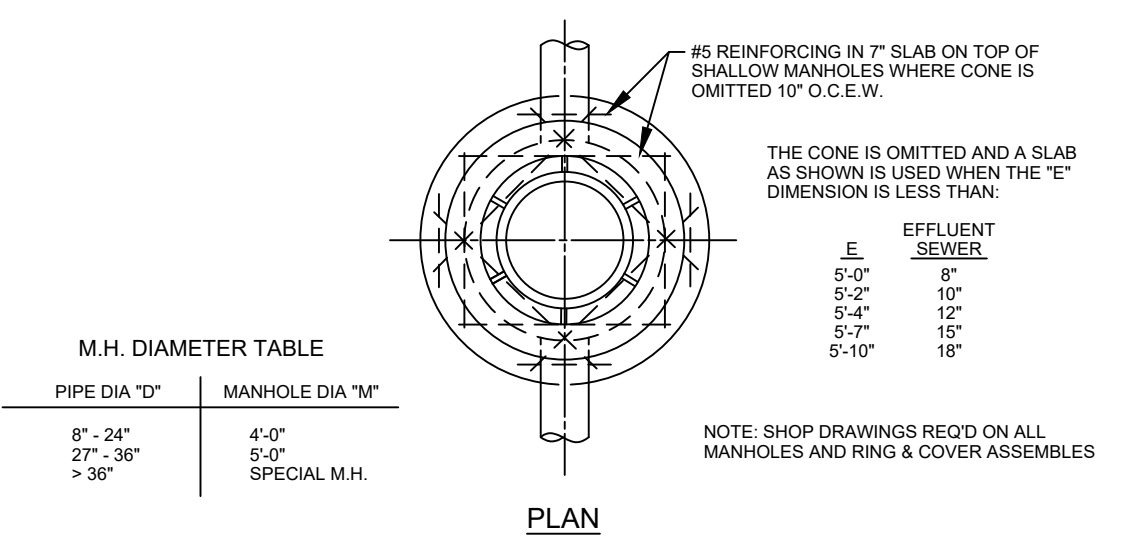 #5 REINFORCING IN 7" SLAB ON TOP OF
SHALLOW MANHOLES WHERE CONE IS
OMITTED 10" O.C.E.W.
THE CONE IS OMITTED AND A SLAB
AS SHOWN IS USED WHEN THE "E"
DIMENSION IS LESS THAN:
EFFLUENT
E SEWER
5'-0" 8"
5'-2" 10"
5'-4" 12"
5'-7" 15"
5'-10" 18"
M.H. DIAMETER TABLE
PIPE DIA "D" MANHOLE DIA "M"
8" - 24" 4'-0"
27" - 36" 5'-0"
> 36" SPECIAL M.H.
NOTE: SHOP DRAWINGS REQ'D ON ALL
MANHOLES AND RING & COVER ASSEMBLES
PLAN